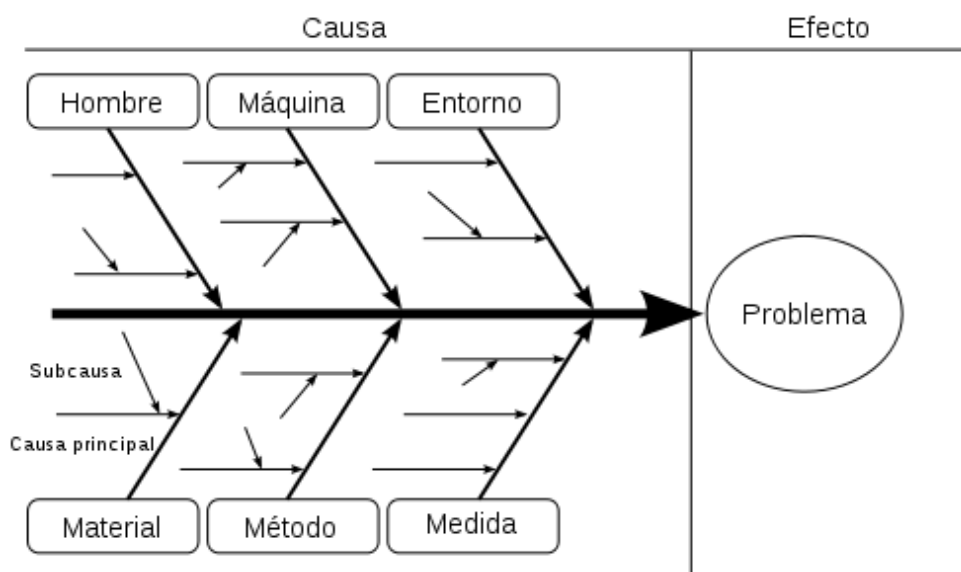 Causa
Efecto
Hombre
Máquina
Entorno
Problema
Subcausa
Causa principal
Material
Método
Medida